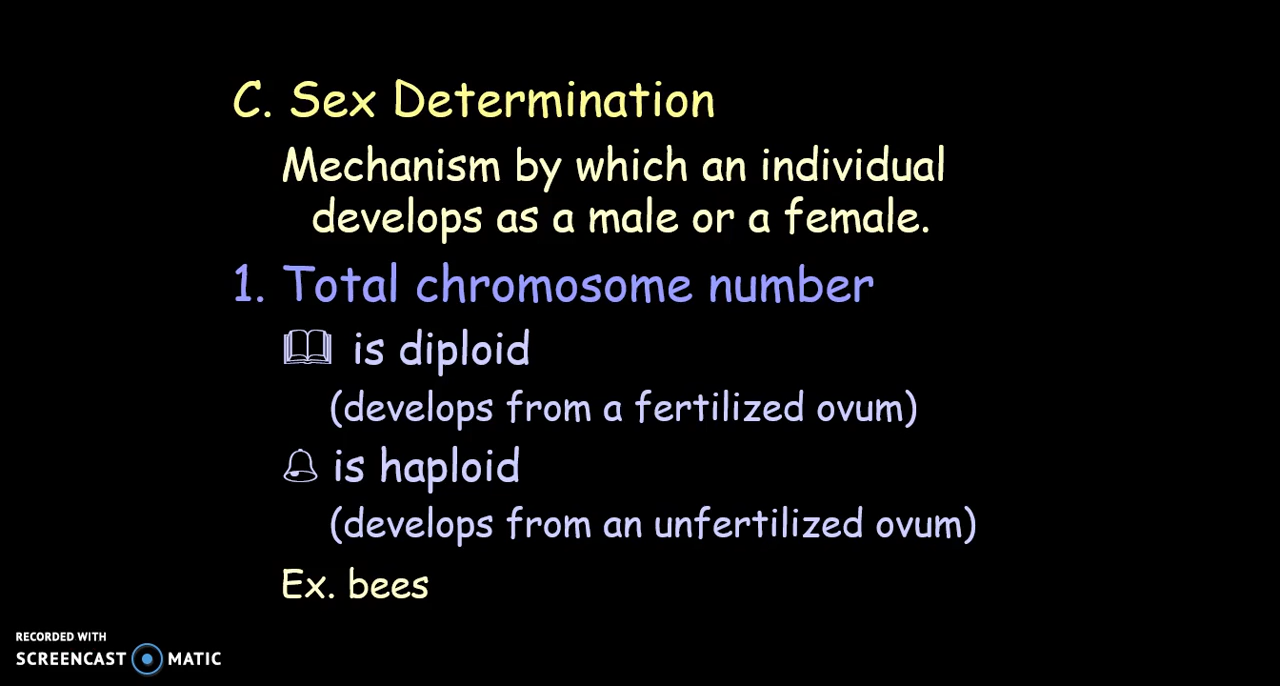 C. Sex Determination
Mechanism by which an individual
develops as a male or a female.
1. Total chromosome number
🕮 is diploid
(develops from a fertilized ovum)
🕭 is haploid
(develops from an unfertilized ovum)
Ex. bees
RECORDED WITH
SCREENCAST MATIC